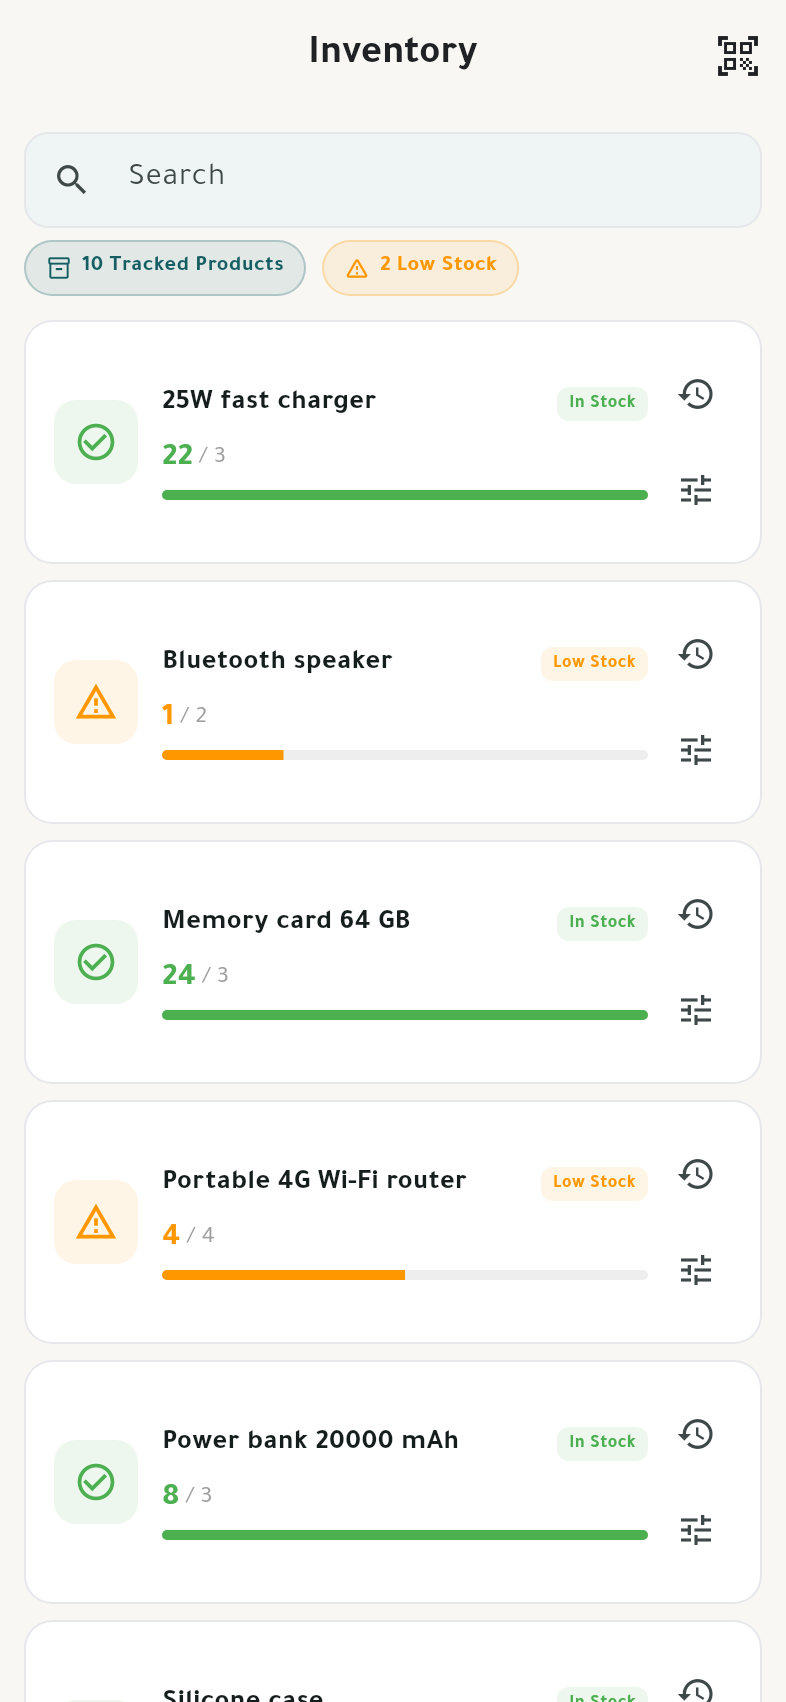 Inventory
Search
10 Tracked Products
2 Low Stock
25W fast charger
In Stock
22 / 3
Bluetooth speaker
Low Stock
1 / 2
Memory card 64 GB
In Stock
24 / 3
Portable 4G Wi-Fi router
Low Stock
4 / 4
Power bank 20000 mAh
In Stock
8 / 3
Silicone case
In Stock